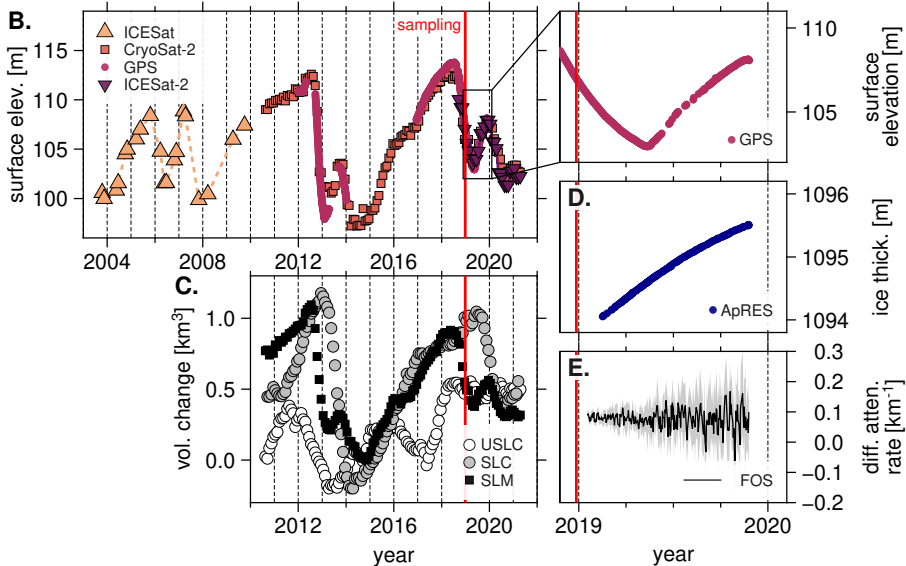 B.
surface elev. [m]
115
110
105
100
ICESat
CryoSat-2
GPS
ICESat-2
sampling
2004
2008
2012
2016
2020
110
105
surface
elevation [m]
GPS
C.
vol. change [km³]
1.0
0.5
0.0
USLC
SLC
SLM
2012
2016
2020
year
D.
1096
1095
1094
ice thick. [m]
ApRES
E.
0.3
0.2
0.1
0.0
−0.1
−0.2
diff. atten.
rate [km⁻¹]
FOS
2019
2020
year